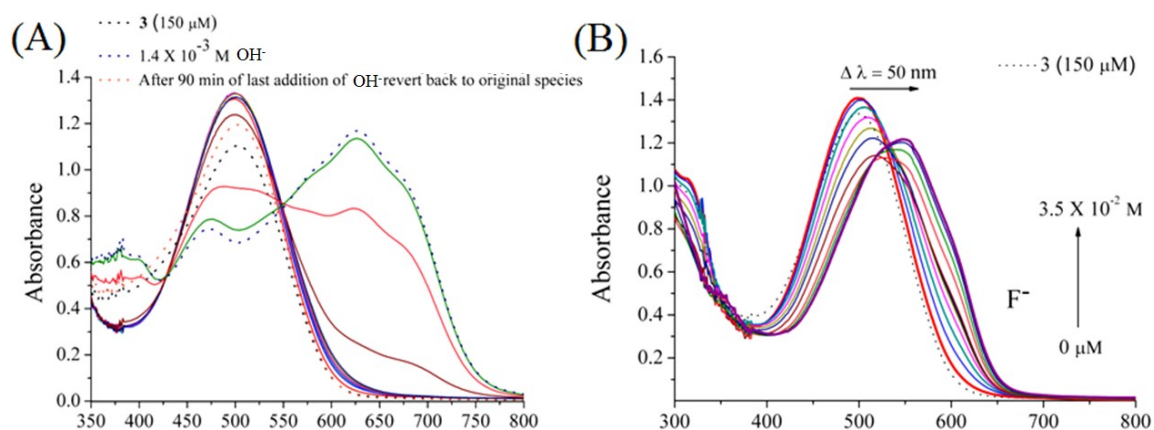 (A)
3 (150 μM)
1.4 X 10-3 M OH-
After 90 min of last addition of OH-revert back to original species
1.4
1.2
1.0
0.8
0.6
0.4
0.2
0.0
Absorbance
350 400 450 500 550 600 650 700 750 800
(B)
3 (150 μM)
Δ λ = 50 nm
1.6
1.4
1.2
1.0
0.8
0.6
0.4
0.2
Absorbance
3.5 X 10-2 M
F-
0 μM
300 400 500 600 700 800